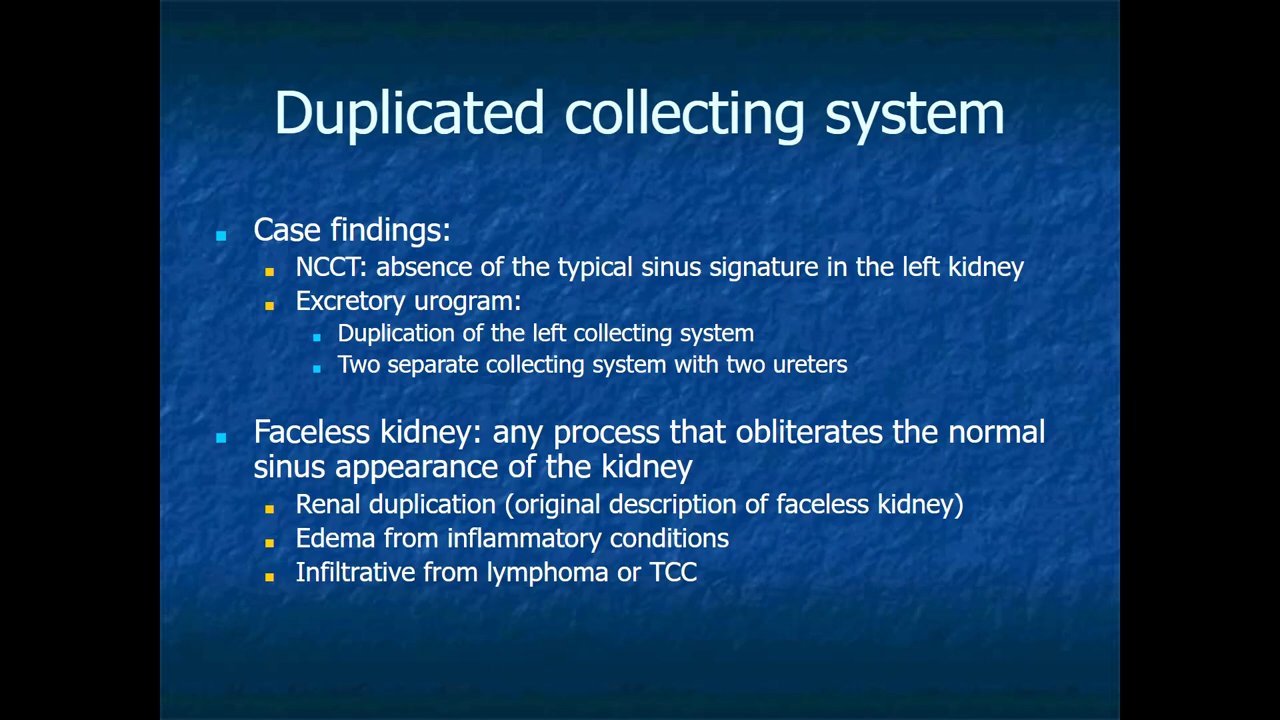 Duplicated collecting system
Case findings:
NCCT: absence of the typical sinus signature in the left kidney
Excretory urogram:
Duplication of the left collecting system
Two separate collecting system with two ureters
Faceless kidney: any process that obliterates the normal
sinus appearance of the kidney
Renal duplication (original description of faceless kidney)
Edema from inflammatory conditions
Infiltrative from lymphoma or TCC